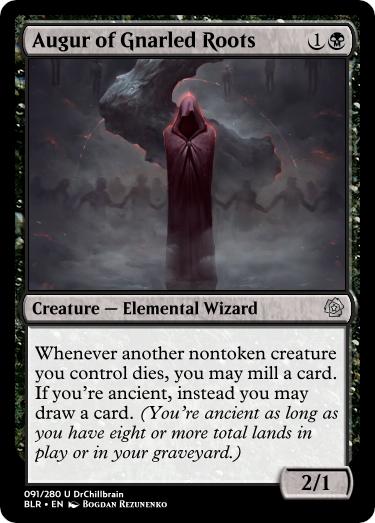 Augur of Gnarled Roots 1
Creature — Elemental Wizard
Whenever another nontoken creature
you control dies, you may mill a card.
If you're ancient, instead you may
draw a card. (You're ancient as long as
you have eight or more total lands in
play or in your graveyard.)
2/1
091/280 U DrChillbrain
BLR • EN Bogdan Rezunenko